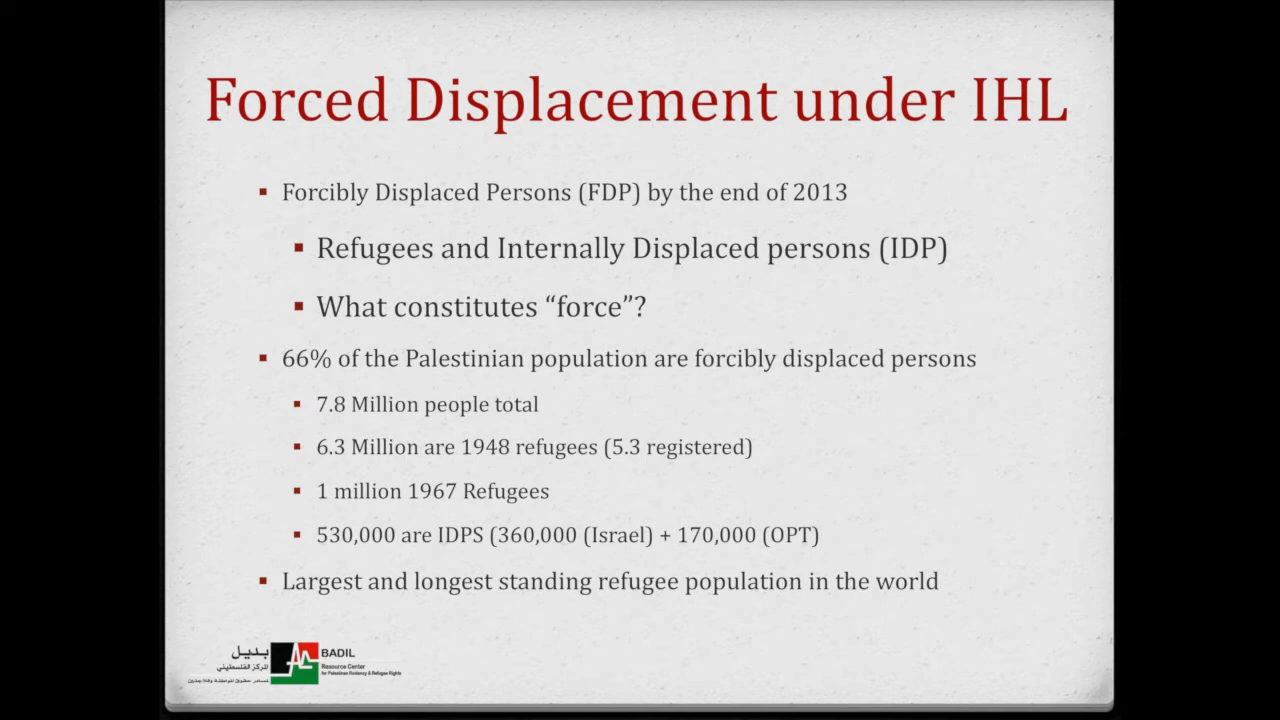 Forced Displacement under IHL
Forcibly Displaced Persons (FDP) by the end of 2013
Refugees and Internally Displaced persons (IDP)
What constitutes “force”?
66% of the Palestinian population are forcibly displaced persons
7.8 Million people total
6.3 Million are 1948 refugees (5.3 registered)
1 million 1967 Refugees
530,000 are IDPS (360,000 (Israel) + 170,000 (OPT)
Largest and longest standing refugee population in the world
بديل
المركز الفلسطيني
لمصادر حقوق المواطنة واللاجئين
BADIL
Resource Center
for Palestinian Residency & Refugee Rights